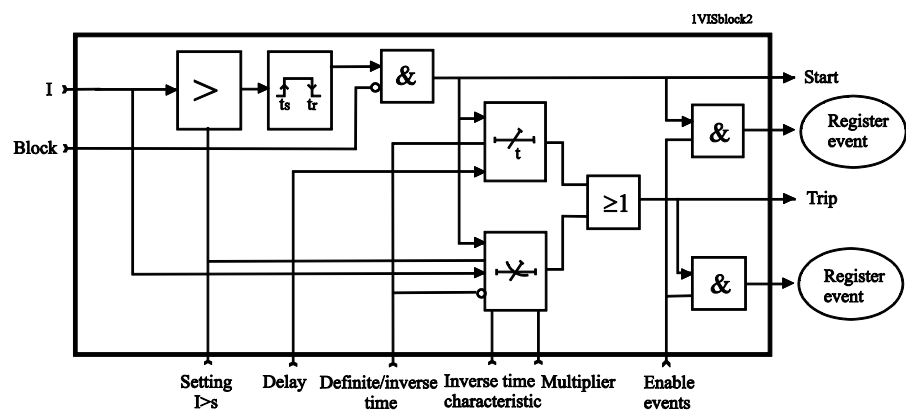 1VISblock2
I
>
ts
tr
&
Start
Block
t
&
Register
event
≥1
Trip
&
Register
event
Setting
I>s
Delay
Definite/inverse
time
Inverse time
characteristic
Multiplier
Enable
events